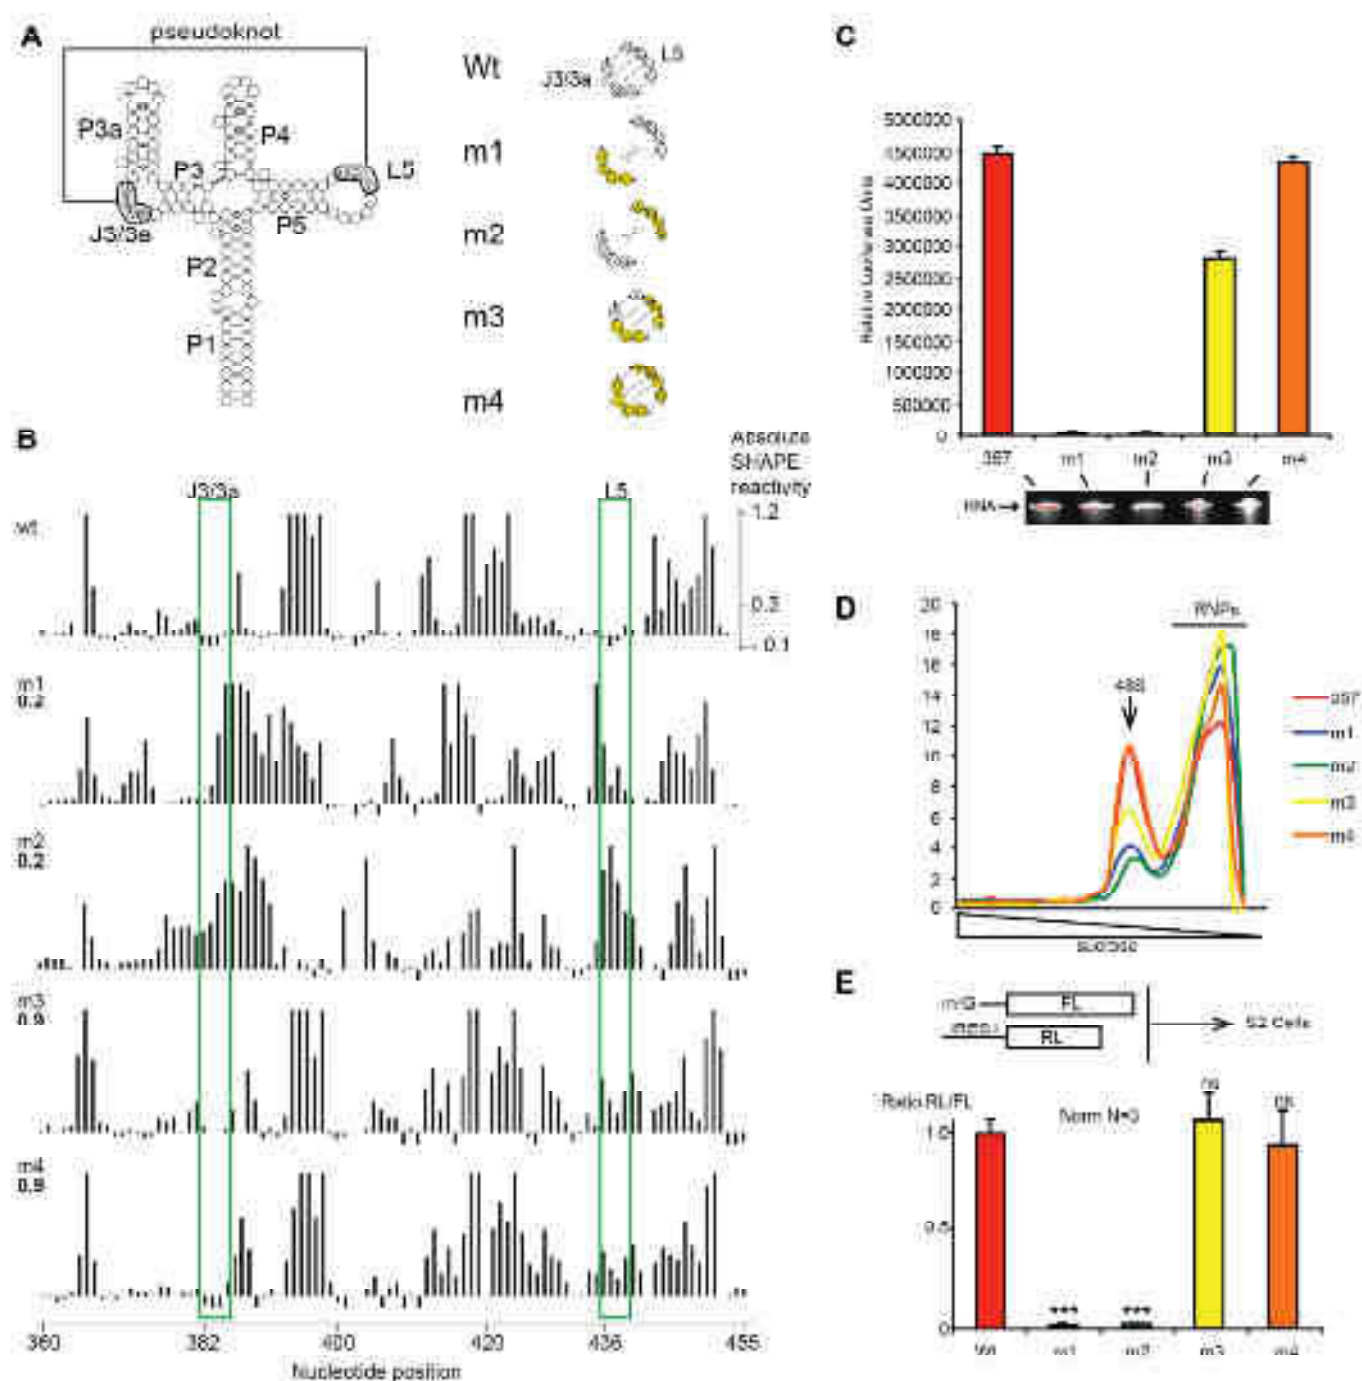 A
pseudoknot
P3a
P4
P3
L5
J3/3a
P5
P2
P1
Wt
J3/3a
L5
m1
m2
m3
m4
B
Absolute
SHAPE
reactivity
J3/3a
L5
wt
1.2
0.3
-0.1
m1
0.2
m2
0.2
m3
0.9
m4
0.9
360
382
400
420
436
455
Nucleotide position
C
5000000
4500000
4000000
3500000
3000000
2500000
2000000
1500000
1000000
500000
0
m1
m2
m3
m4
RNA
D
20
18
16
14
12
10
8
6
4
2
0
RNPs
m1
m2
m3
m4
sucrose
E
FL
RL
S2 Cells
Ratio RL/FL
Norm N=3
ns
ns
1.0
0.5
0
***
***
Wt
m1
m2
m3
m4